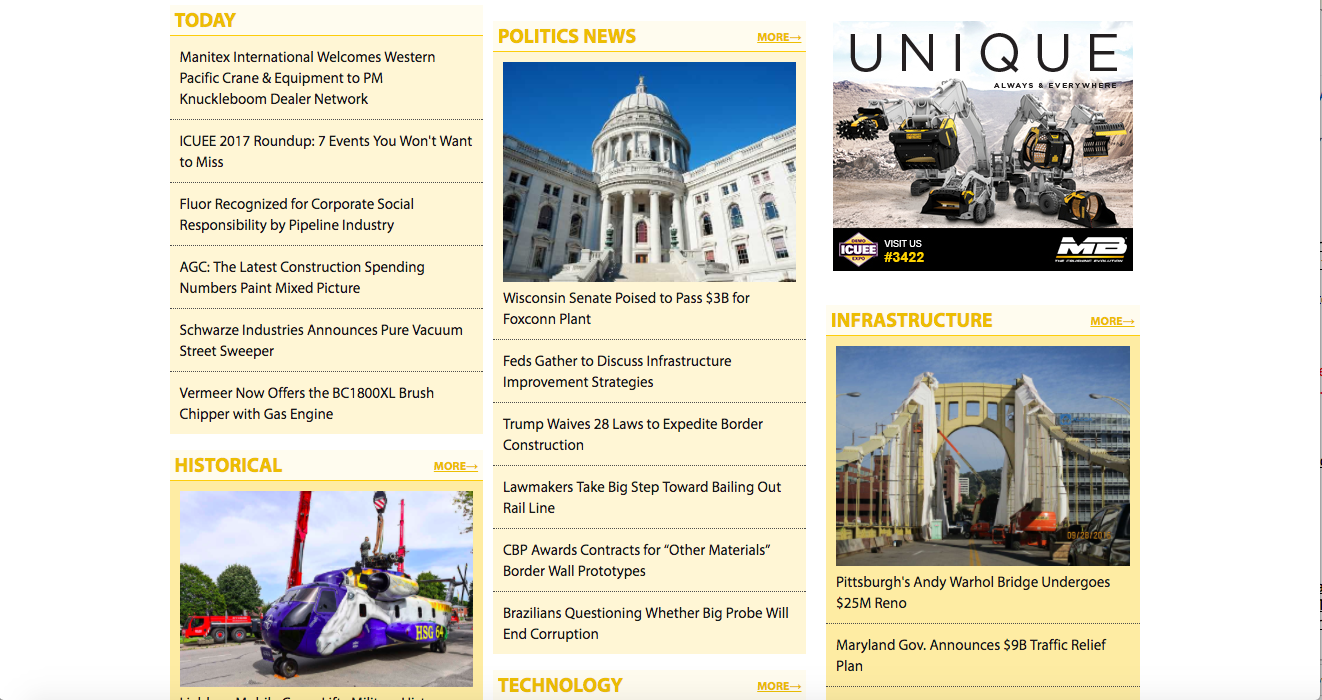 TODAY
Manitex International Welcomes Western
Pacific Crane & Equipment to PM
Knuckleboom Dealer Network
ICUEE 2017 Roundup: 7 Events You Won't Want
to Miss
Fluor Recognized for Corporate Social
Responsibility by Pipeline Industry
AGC: The Latest Construction Spending
Numbers Paint Mixed Picture
Schwarze Industries Announces Pure Vacuum
Street Sweeper
Vermeer Now Offers the BC1800XL Brush
Chipper with Gas Engine
HISTORICAL
MORE→
HSG 64
POLITICS NEWS
MORE→
Wisconsin Senate Poised to Pass $3B for
Foxconn Plant
Feds Gather to Discuss Infrastructure
Improvement Strategies
Trump Waives 28 Laws to Expedite Border
Construction
Lawmakers Take Big Step Toward Bailing Out
Rail Line
CBP Awards Contracts for “Other Materials”
Border Wall Prototypes
Brazilians Questioning Whether Big Probe Will
End Corruption
TECHNOLOGY
MORE→
UNIQUE
ALWAYS & EVERYWHERE
DEMO
ICUEE
EXPO
VISIT US
#3422
MB
THE CRUSHING EVOLUTION
INFRASTRUCTURE
MORE→
Pittsburgh's Andy Warhol Bridge Undergoes
$25M Reno
Maryland Gov. Announces $9B Traffic Relief
Plan